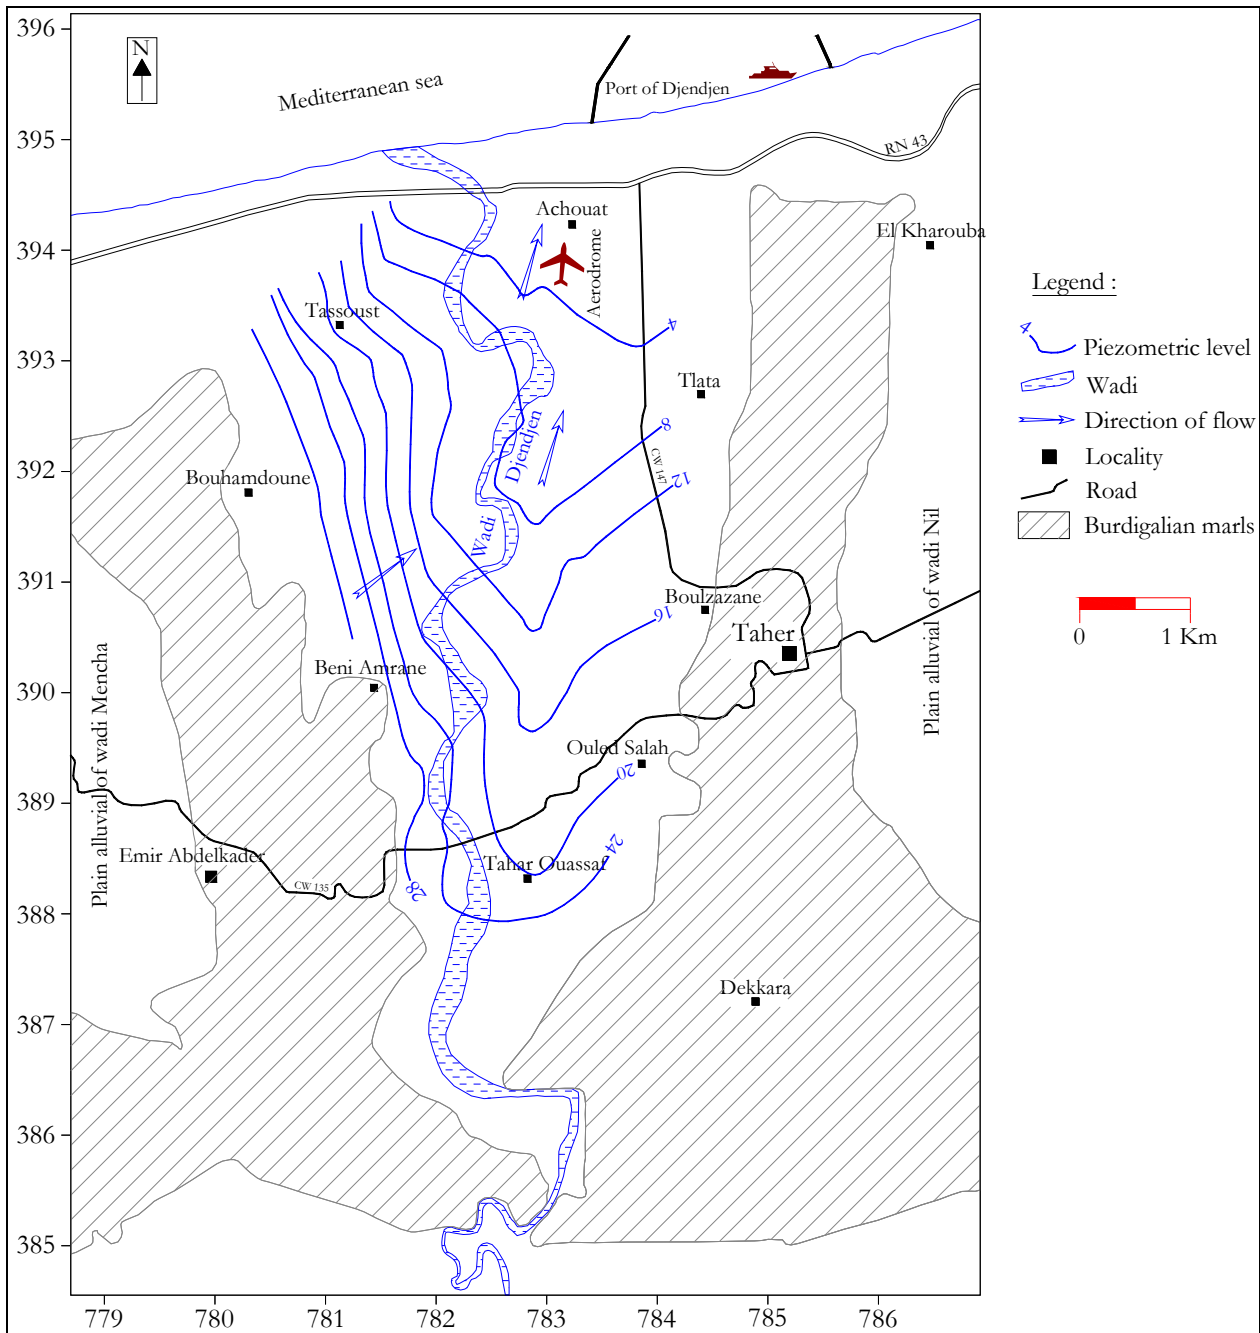 396
395
394
393
392
391
390
389
388
387
386
385
779
780
781
782
783
784
785
786
N
Mediterranean sea
Port of Djendjen
RN 43
Achouat
Aerodrome
El Kharouba
Tassoust
4
Tlata
8
Djendjen
CW 147
12
Bouhamdoune
Wadi
Boulzazane
16
Taher
Plain alluvial of wadi Nil
Beni Amrane
Plain alluvial of wadi Mencha
Ouled Salah
20
24
Emir Abdelkader
Tahar Ouassaf
CW 135
28
Dekkara
Legend :
4
Piezometric level
Wadi
Direction of flow
Locality
Road
Burdigalian marls
0
1 Km